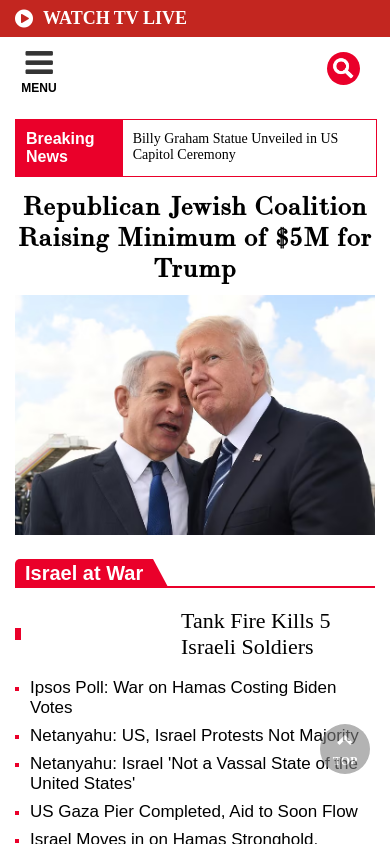 WATCH TV LIVE
MENU
Breaking
News
Billy Graham Statue Unveiled in US
Capitol Ceremony
Republican Jewish Coalition
Raising Minimum of $5M for
Trump
Israel at War
Tank Fire Kills 5
Israeli Soldiers
Ipsos Poll: War on Hamas Costing Biden
Votes
Netanyahu: US, Israel Protests Not Majority
Netanyahu: Israel 'Not a Vassal State of the
United States'
TOP
US Gaza Pier Completed, Aid to Soon Flow
Israel Moves in on Hamas Stronghold,